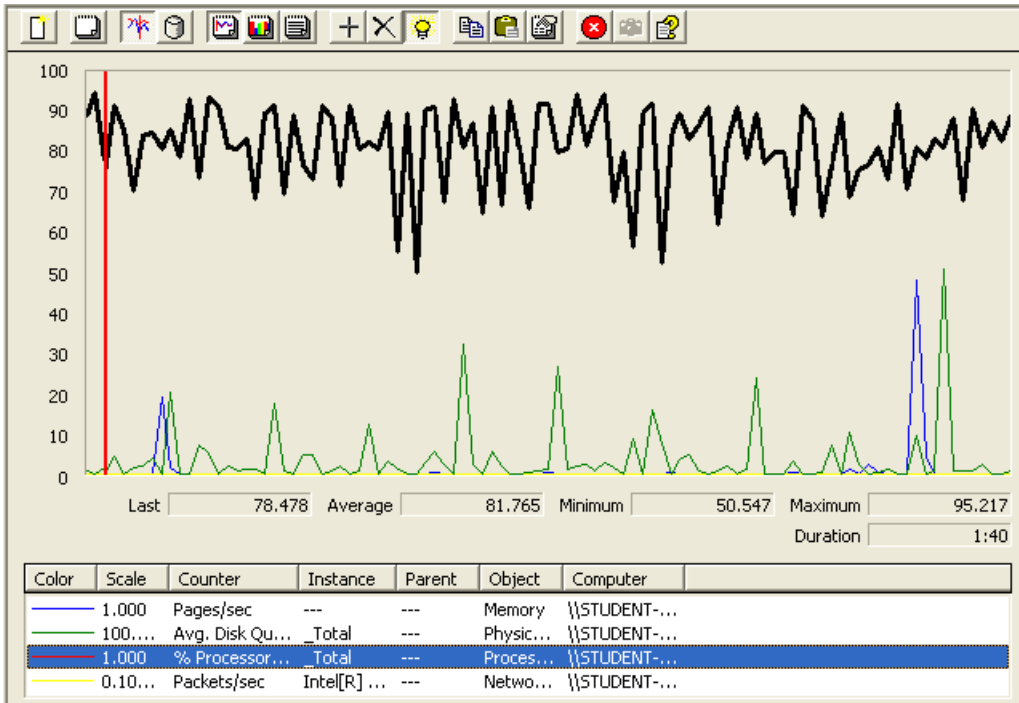 100
90
80
70
60
50
40
30
20
10
0
Last 78.478 Average 81.765 Minimum 50.547 Maximum 95.217
Duration 1:40
Color Scale Counter Instance Parent Object Computer
1.000 Pages/sec --- --- Memory \\STUDENT-...
100.... Avg. Disk Qu... _Total --- Physic... \\STUDENT-...
1.000 % Processor... _Total --- Proces... \\STUDENT-...
0.10... Packets/sec Intel[R] ... --- Netwo... \\STUDENT-...